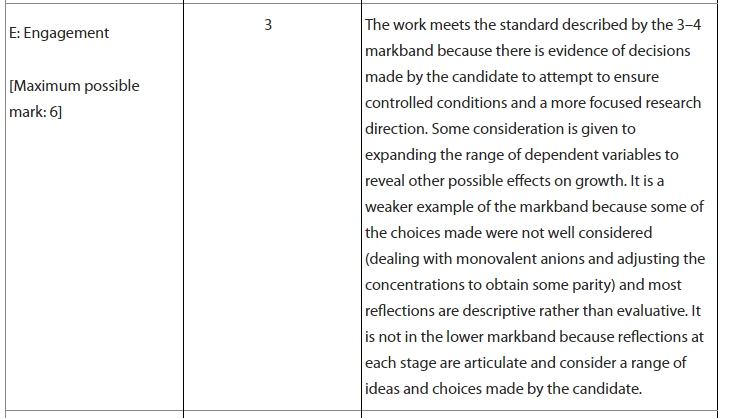 E: Engagement
[Maximum possible
mark: 6]
3
The work meets the standard described by the 3–4
markband because there is evidence of decisions
made by the candidate to attempt to ensure
controlled conditions and a more focused research
direction. Some consideration is given to
expanding the range of dependent variables to
reveal other possible effects on growth. It is a
weaker example of the markband because some of
the choices made were not well considered
(dealing with monovalent anions and adjusting the
concentrations to obtain some parity) and most
reflections are descriptive rather than evaluative. It
is not in the lower markband because reflections at
each stage are articulate and consider a range of
ideas and choices made by the candidate.